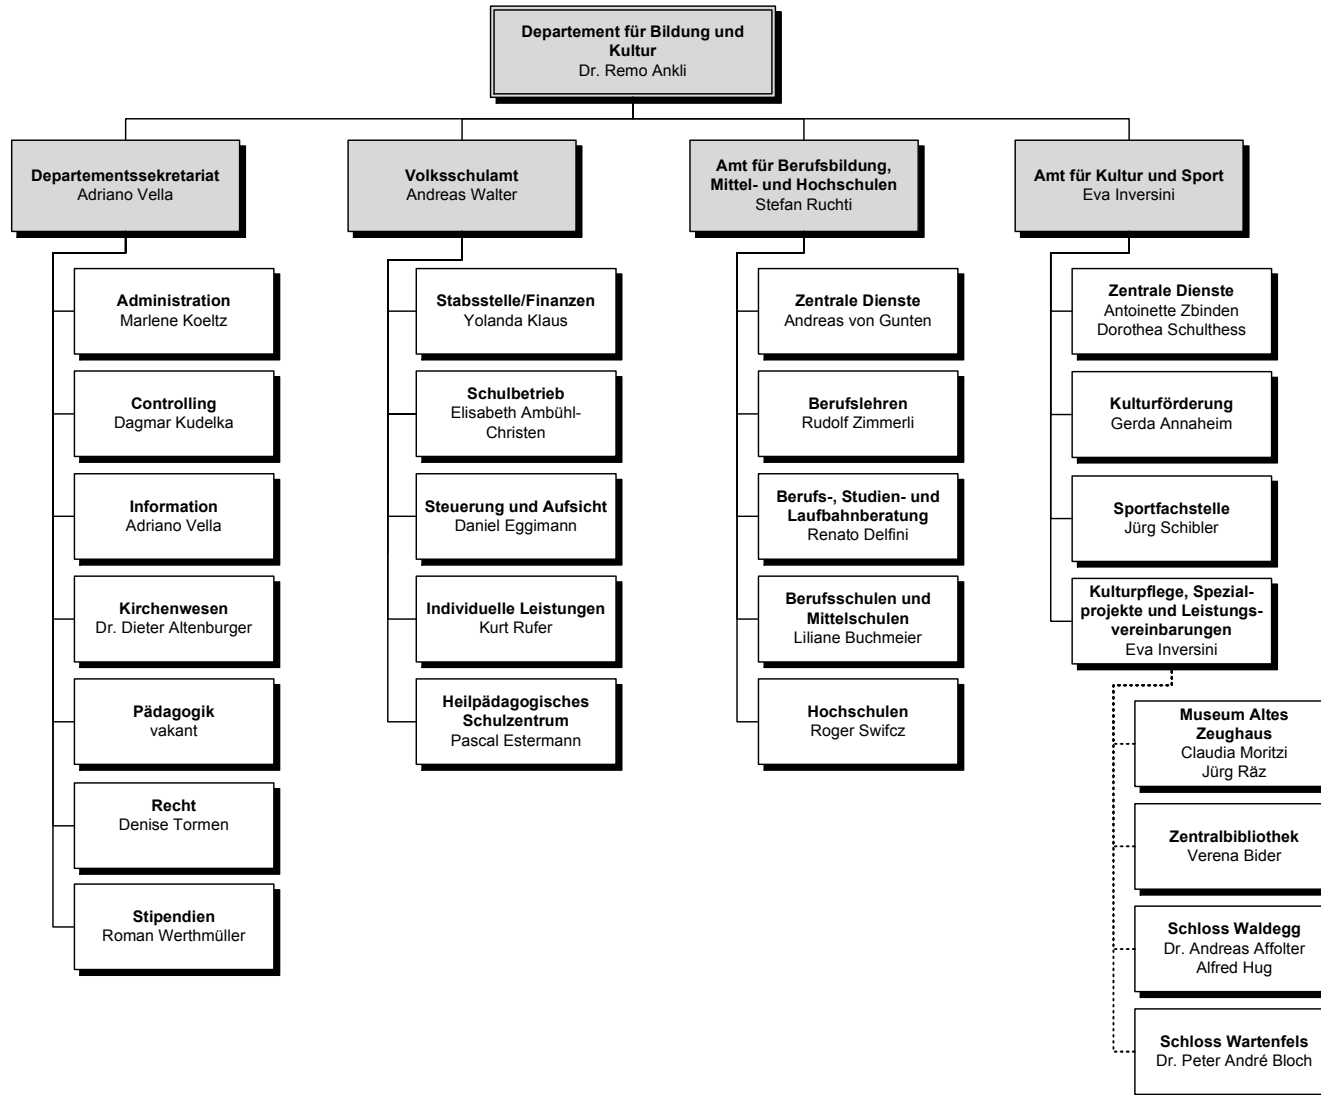 Departement für Bildung und
Kultur
Dr. Remo Ankli
Departementssekretariat
Adriano Vella
Volksschulamt
Andreas Walter
Amt für Berufsbildung,
Mittel- und Hochschulen
Stefan Ruchti
Amt für Kultur und Sport
Eva Inversini
Administration
Marlene Koeltz
Controlling
Dagmar Kudelka
Information
Adriano Vella
Kirchenwesen
Dr. Dieter Altenburger
Pädagogik
vakant
Recht
Denise Tormen
Stipendien
Roman Werthmüller
Stabsstelle/Finanzen
Yolanda Klaus
Schulbetrieb
Elisabeth Ambühl-
Christen
Steuerung und Aufsicht
Daniel Eggimann
Individuelle Leistungen
Kurt Rufer
Heilpädagogisches
Schulzentrum
Pascal Estermann
Zentrale Dienste
Andreas von Gunten
Berufslehren
Rudolf Zimmerli
Berufs-, Studien- und
Laufbahnberatung
Renato Delfini
Berufsschulen und
Mittelschulen
Liliane Buchmeier
Hochschulen
Roger Swifcz
Zentrale Dienste
Antoinette Zbinden
Dorothea Schulthess
Kulturförderung
Gerda Annaheim
Sportfachstelle
Jürg Schibler
Kulturpflege, Spezial-
projekte und Leistungs-
vereinbarungen
Eva Inversini
Museum Altes
Zeughaus
Claudia Moritzi
Jürg Räz
Zentralbibliothek
Verena Bider
Schloss Waldegg
Dr. Andreas Affolter
Alfred Hug
Schloss Wartenfels
Dr. Peter André Bloch